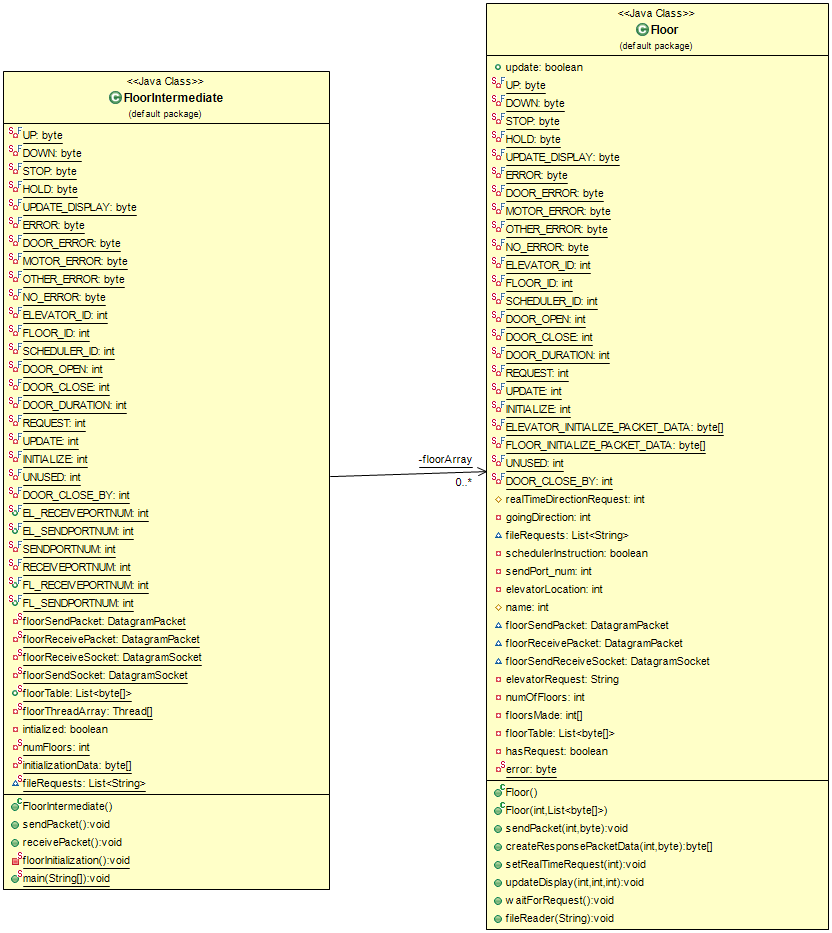 <<Java Class>>
FloorIntermediate
(default package)
UP: byte
DOWN: byte
STOP: byte
HOLD: byte
UPDATE_DISPLAY: byte
ERROR: byte
DOOR_ERROR: byte
MOTOR_ERROR: byte
OTHER_ERROR: byte
NO_ERROR: byte
ELEVATOR_ID: int
FLOOR_ID: int
SCHEDULER_ID: int
DOOR_OPEN: int
DOOR_CLOSE: int
DOOR_DURATION: int
REQUEST: int
UPDATE: int
INITIALIZE: int
UNUSED: int
DOOR_CLOSE_BY: int
EL_RECEIVEPORTNUM: int
EL_SENDPORTNUM: int
SENDPORTNUM: int
RECEIVEPORTNUM: int
FL_RECEIVEPORTNUM: int
FL_SENDPORTNUM: int
floorSendPacket: DatagramPacket
floorReceivePacket: DatagramPacket
floorReceiveSocket: DatagramSocket
floorSendSocket: DatagramSocket
floorTable: List<byte[]>
floorThreadArray: Thread[]
intialized: boolean
numFloors: int
initializationData: byte[]
fileRequests: List<String>
FloorIntermediate()
sendPacket():void
receivePacket():void
floorInitialization():void
main(String[]):void
-floorArray
0..*
<<Java Class>>
Floor
(default package)
update: boolean
UP: byte
DOWN: byte
STOP: byte
HOLD: byte
UPDATE_DISPLAY: byte
ERROR: byte
DOOR_ERROR: byte
MOTOR_ERROR: byte
OTHER_ERROR: byte
NO_ERROR: byte
ELEVATOR_ID: int
FLOOR_ID: int
SCHEDULER_ID: int
DOOR_OPEN: int
DOOR_CLOSE: int
DOOR_DURATION: int
REQUEST: int
UPDATE: int
INITIALIZE: int
ELEVATOR_INITIALIZE_PACKET_DATA: byte[]
FLOOR_INITIALIZE_PACKET_DATA: byte[]
UNUSED: int
DOOR_CLOSE_BY: int
realTimeDirectionRequest: int
goingDirection: int
fileRequests: List<String>
schedulerInstruction: boolean
sendPort_num: int
elevatorLocation: int
name: int
floorSendPacket: DatagramPacket
floorReceivePacket: DatagramPacket
floorSendReceiveSocket: DatagramSocket
elevatorRequest: String
numOfFloors: int
floorsMade: int[]
floorTable: List<byte[]>
hasRequest: boolean
error: byte
Floor()
Floor(int,List<byte[]>)
sendPacket(int,byte):void
createResponsePacketData(int,byte):byte[]
setRealTimeRequest(int):void
updateDisplay(int,int,int):void
waitForRequest():void
fileReader(String):void